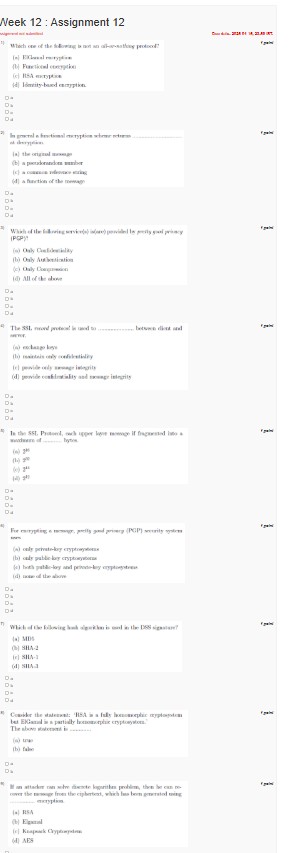 Week 12 : Assignment 12
Assignment not submitted
Due date: 2025-04-16, 23:59 IST.
1) Which one of the following is not an all-or-nothing protocol?
1 point
(a) ElGamal encryption
(b) Functional encryption
(c) RSA encryption
(d) Identity-based encryption.
a
b
c
d
2) In general a functional encryption scheme returns
1 point
at decryption.
(a) the original message
(b) a pseudorandom number
(c) a common reference string
(d) a function of the message
a
b
c
d
3) Which of the following service(s) is(are) provided by pretty good privacy
1 point
(PGP)?
(a) Only Confidentiality
(b) Only Authentication
(c) Only Compression
(d) All of the above
a
b
c
d
4) The SSL record protocol is used to ............... between client and
1 point
server.
(a) exchange keys
(b) maintain only confidentiality
(c) provide only message integrity
(d) provide confidentiality and message integrity
a
b
c
d
5) In the SSL Protocol, each upper layer message if fragmented into a
1 point
maximum of ......... bytes.
(a)
(b)
(c)
(d)
a
b
c
d
6) For encrypting a message, pretty good privacy (PGP) security system
1 point
uses
(a) only private-key cryptosystems
(b) only public-key cryptosystems
(c) both public-key and private-key cryptosystems
(d) none of the above
a
b
c
d
7) Which of the following hash algorithm is used in the DSS signature?
1 point
(a) MD5
(b) SHA-2
(c) SHA-1
(d) SHA-3
a
b
c
d
8) Consider the statement: 'RSA is a fully homomorphic cryptosystem
1 point
but ElGamal is a partially homomorphic cryptosystem.'
The above statement is ..........
(a) true
(b) false
a
b
9) If an attacker can solve discrete logarithm problem, then he can re-
1 point
cover the message from the ciphertext, which has been generated using
............ encryption.
(a) RSA
(b) Elgamal
(c) Knapsack Cryptosystem
(d) AES